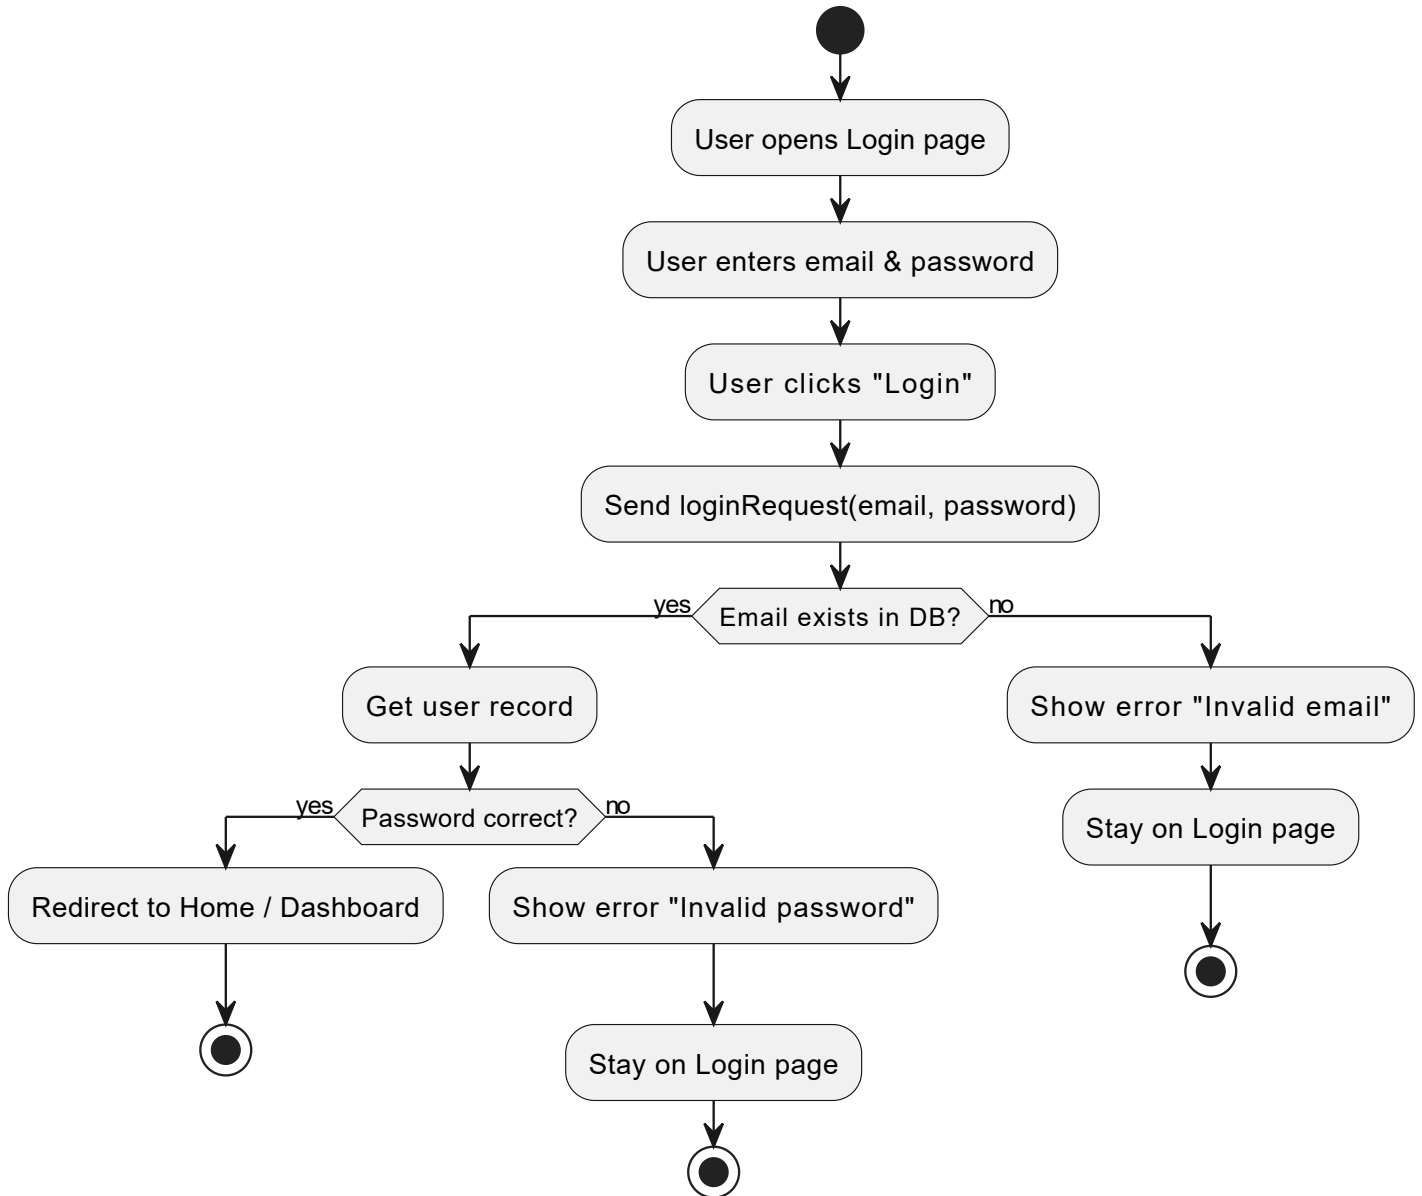 User opens Login page
User enters email & password
User clicks "Login"
Send loginRequest(email, password)
yes
Email exists in DB?
no
Get user record
Show error "Invalid email"
yes
Password correct?
no
Stay on Login page
Redirect to Home / Dashboard
Show error "Invalid password"
Stay on Login page